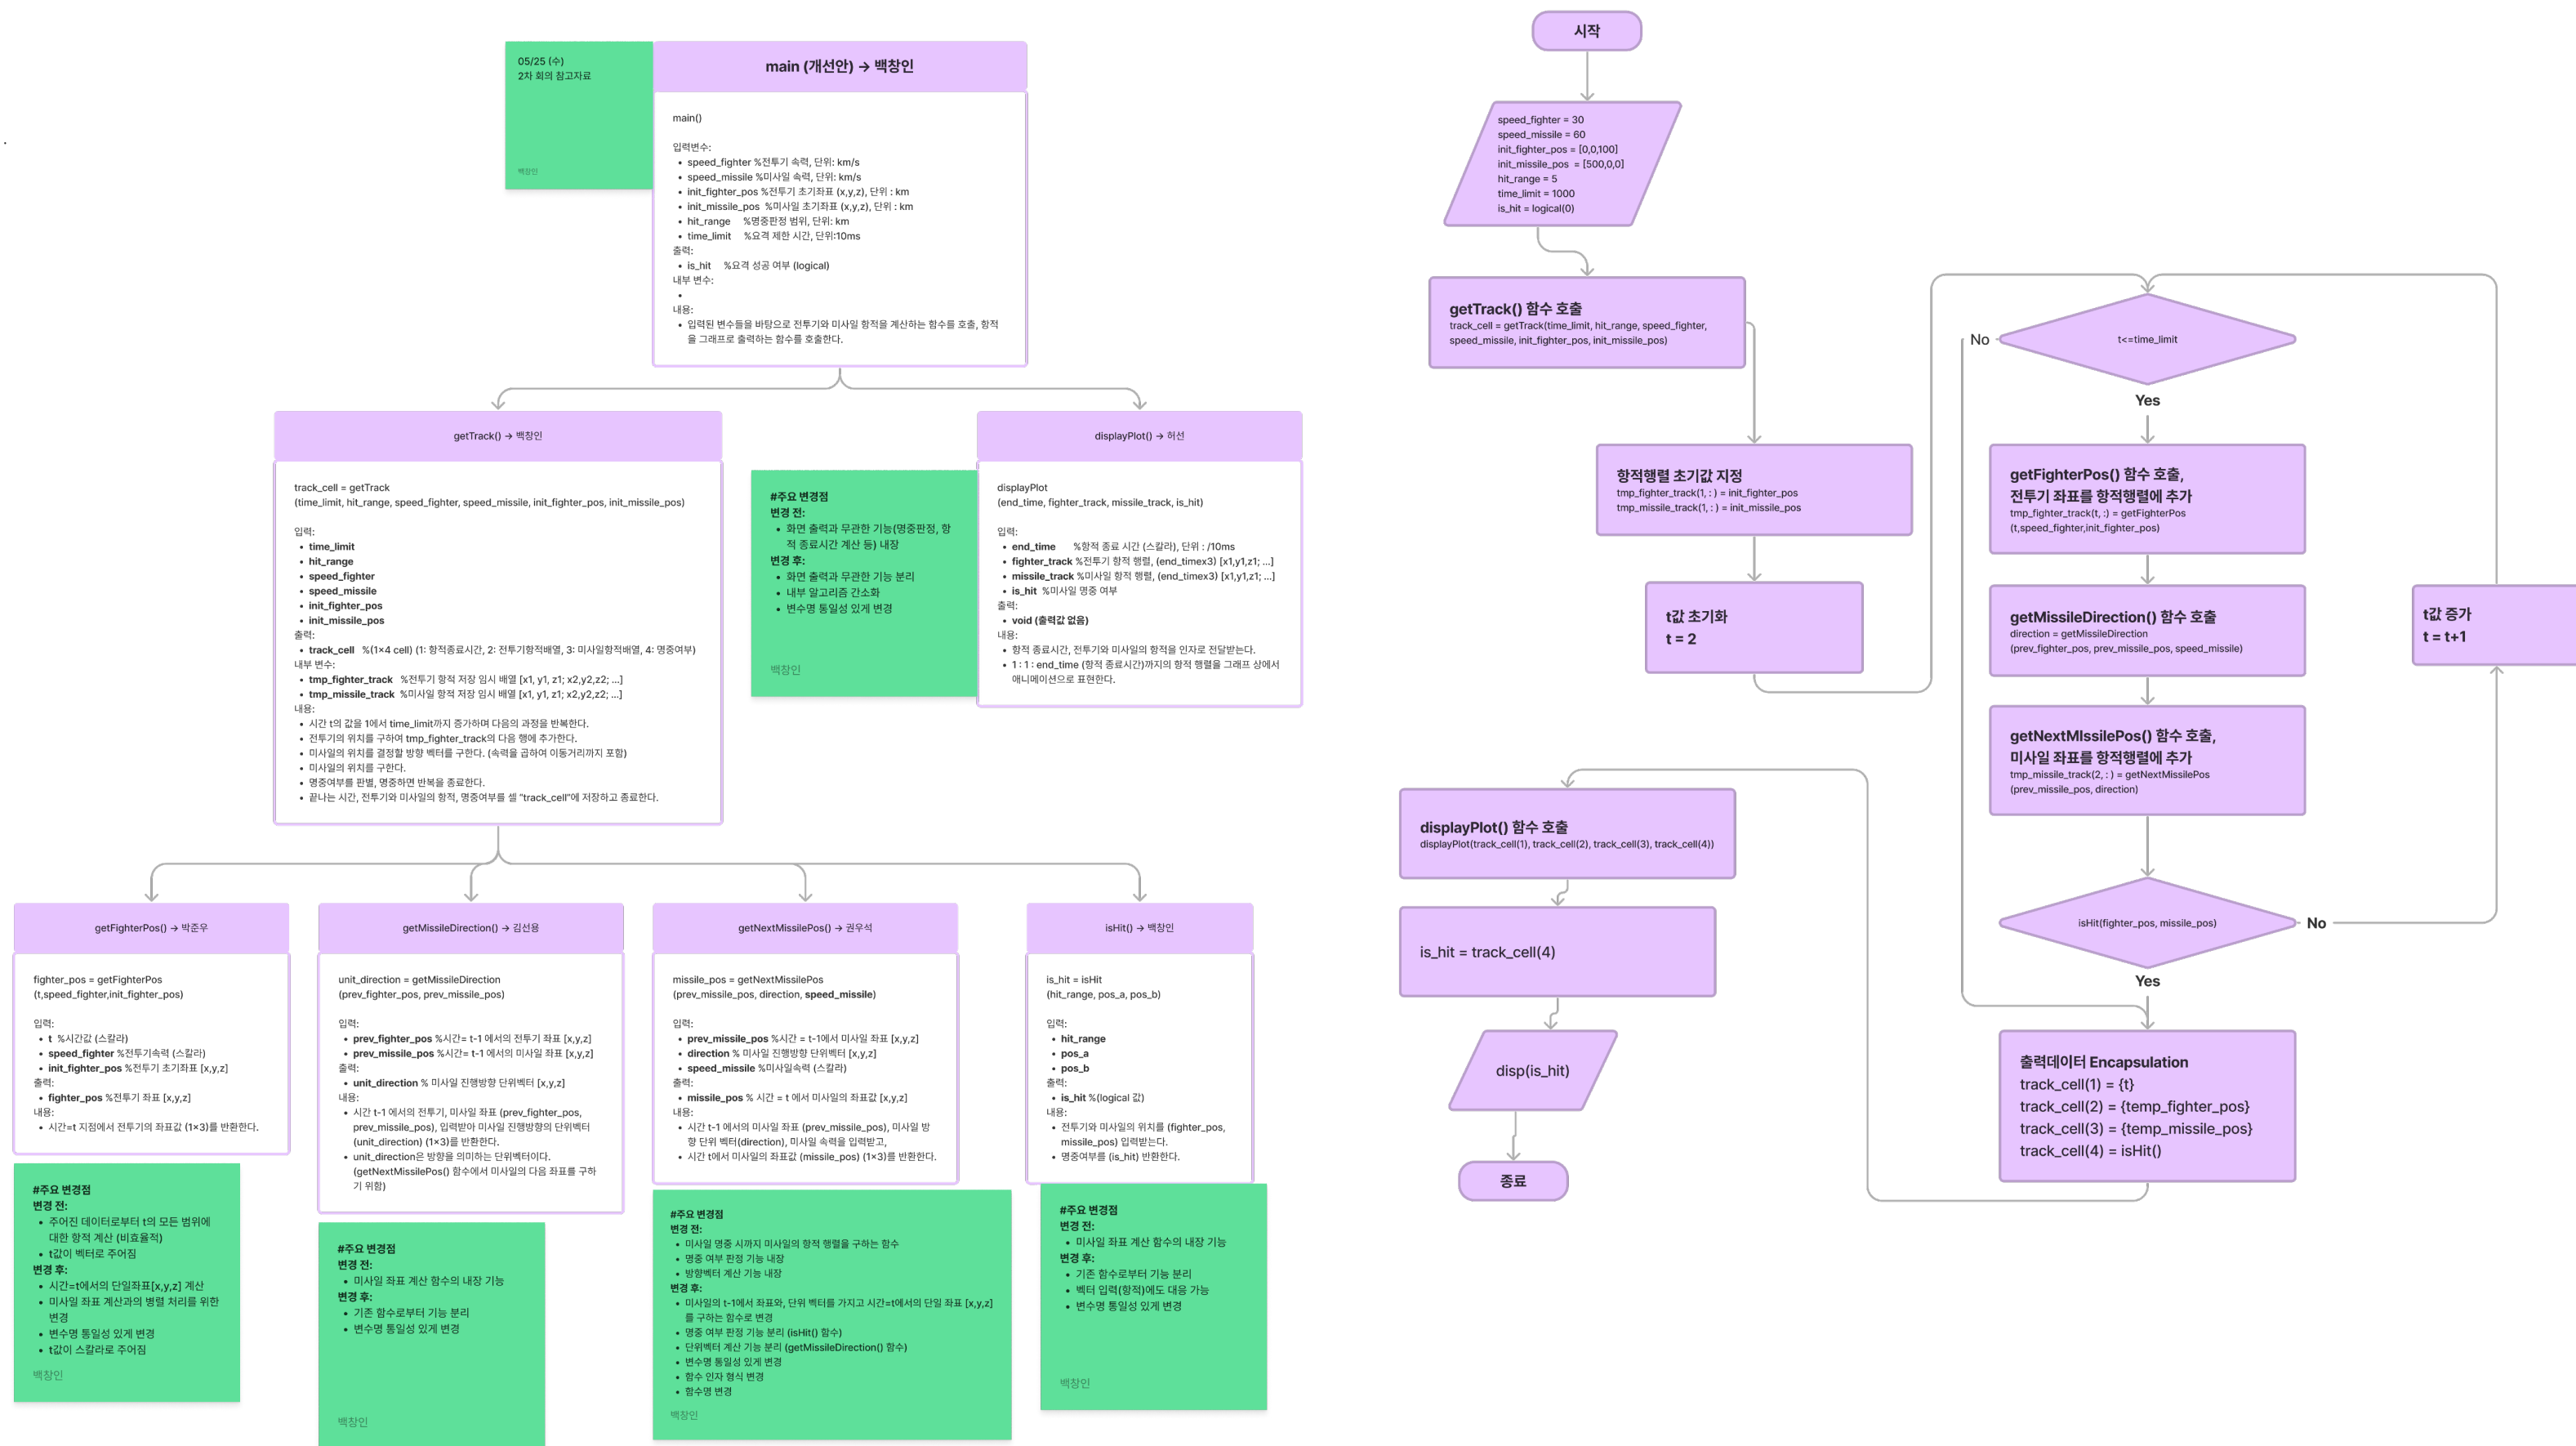 05/25 (수)
2차 회의 참고자료
백창인
main (개선안) → 백창인
main()
입력변수:
• speed_fighter %전투기 속력, 단위: km/s
• speed_missile %미사일 속력, 단위: km/s
• init_fighter_pos %전투기 초기좌표 (x,y,z), 단위 : km
• init_missile_pos %미사일 초기좌표 (x,y,z), 단위 : km
• hit_range %명중판정 범위, 단위: km
• time_limit %요격 제한 시간, 단위:10ms
출력:
• is_hit %요격 성공 여부 (logical)
내부 변수:
•
내용:
• 입력된 변수들을 바탕으로 전투기와 미사일 항적을 계산하는 함수를 호출, 항적
을 그래프로 출력하는 함수를 호출한다.
getTrack() → 백창인
track_cell = getTrack
(time_limit, hit_range, speed_fighter, speed_missile, init_fighter_pos, init_missile_pos)
입력:
• time_limit
• hit_range
• speed_fighter
• speed_missile
• init_fighter_pos
• init_missile_pos
출력:
• track_cell %(1×4 cell) (1: 항적종료시간, 2: 전투기항적배열, 3: 미사일항적배열, 4: 명중여부)
내부 변수:
• tmp_fighter_track %전투기 항적 저장 임시 배열 [x1, y1, z1; x2,y2,z2; ...]
• tmp_missile_track %미사일 항적 저장 임시 배열 [x1, y1, z1; x2,y2,z2; ...]
내용:
• 시간 t의 값을 1에서 time_limit까지 증가하며 다음의 과정을 반복한다.
• 전투기의 위치를 구하여 tmp_fighter_track의 다음 행에 추가한다.
• 미사일의 위치를 결정할 방향 벡터를 구한다. (속력을 곱하여 이동거리까지 포함)
• 미사일의 위치를 구한다.
• 명중여부를 판별, 명중하면 반복을 종료한다.
• 끝나는 시간, 전투기와 미사일의 항적, 명중여부를 셀 "track_cell"에 저장하고 종료한다.
#주요 변경점
변경 전:
• 화면 출력과 무관한 기능(명중판정, 항
적 종료시간 계산 등) 내장
변경 후:
• 화면 출력과 무관한 기능 분리
• 내부 알고리즘 간소화
• 변수명 통일성 있게 변경
백창인
displayPlot() → 허선
displayPlot
(end_time, fighter_track, missile_track, is_hit)
입력:
• end_time %항적 종료 시간 (스칼라), 단위 : /10ms
• fighter_track %전투기 항적 행렬, (end_timex3) [x1,y1,z1; ...]
• missile_track %미사일 항적 행렬, (end_timex3) [x1,y1,z1; ...]
• is_hit %미사일 명중 여부
출력:
• void (출력값 없음)
내용:
• 항적 종료시간, 전투기와 미사일의 항적을 인자로 전달받는다.
• 1 : 1 : end_time (항적 종료시간)까지의 항적 행렬을 그래프 상에서
애니메이션으로 표현한다.
getFighterPos() → 박준우
fighter_pos = getFighterPos
(t,speed_fighter,init_fighter_pos)
입력:
• t %시간값 (스칼라)
• speed_fighter %전투기속력 (스칼라)
• init_fighter_pos %전투기 초기좌표 [x,y,z]
출력:
• fighter_pos %전투기 좌표 [x,y,z]
내용:
• 시간=t 지점에서 전투기의 좌표값 (1×3)를 반환한다.
#주요 변경점
변경 전:
• 주어진 데이터로부터 t의 모든 범위에
대한 항적 계산 (비효율적)
• t값이 벡터로 주어짐
변경 후:
• 시간=t에서의 단일좌표[x,y,z] 계산
• 미사일 좌표 계산과의 병렬 처리를 위한
변경
• 변수명 통일성 있게 변경
• t값이 스칼라로 주어짐
백창인
getMissileDirection() → 김선용
unit_direction = getMissileDirection
(prev_fighter_pos, prev_missile_pos)
입력:
• prev_fighter_pos %시간= t-1 에서의 전투기 좌표 [x,y,z]
• prev_missile_pos %시간= t-1 에서의 미사일 좌표 [x,y,z]
출력:
• unit_direction % 미사일 진행방향 단위벡터 [x,y,z]
내용:
• 시간 t-1 에서의 전투기, 미사일 좌표 (prev_fighter_pos,
prev_missile_pos), 입력받아 미사일 진행방향의 단위벡터
(unit_direction) (1×3)를 반환한다.
• unit_direction은 방향을 의미하는 단위벡터이다.
(getNextMissilePos() 함수에서 미사일의 다음 좌표를 구하
기 위함)
#주요 변경점
변경 전:
• 미사일 좌표 계산 함수의 내장 기능
변경 후:
• 기존 함수로부터 기능 분리
• 변수명 통일성 있게 변경
백창인
getNextMissilePos() → 권우석
missile_pos = getNextMissilePos
(prev_missile_pos, direction, speed_missile)
입력:
• prev_missile_pos %시간 = t-1에서 미사일 좌표 [x,y,z]
• direction % 미사일 진행방향 단위벡터 [x,y,z]
• speed_missile %미사일속력 (스칼라)
출력:
• missile_pos % 시간 = t 에서 미사일의 좌표값 [x,y,z]
내용:
• 시간 t-1 에서의 미사일 좌표 (prev_missile_pos), 미사일 방
향 단위 벡터(direction), 미사일 속력을 입력받고,
• 시간 t에서 미사일의 좌표값 (missile_pos) (1×3)를 반환한다.
#주요 변경점
변경 전:
• 미사일 명중 시까지 미사일의 항적 행렬을 구하는 함수
• 명중 여부 판정 기능 내장
• 방향벡터 계산 기능 내장
변경 후:
• 미사일의 t-1에서 좌표와, 단위 벡터를 가지고 시간=t에서의 단일 좌표 [x,y,z]
를 구하는 함수로 변경
• 명중 여부 판정 기능 분리 (isHit() 함수)
• 단위벡터 계산 기능 분리 (getMissileDirection() 함수)
• 변수명 통일성 있게 변경
• 함수 인자 형식 변경
• 함수명 변경
백창인
isHit() → 백창인
is_hit = isHit
(hit_range, pos_a, pos_b)
입력:
• hit_range
• pos_a
• pos_b
출력:
• is_hit %(logical 값)
내용:
• 전투기와 미사일의 위치를 (fighter_pos,
missile_pos) 입력받는다.
• 명중여부를 (is_hit) 반환한다.
#주요 변경점
변경 전:
• 미사일 좌표 계산 함수의 내장 기능
변경 후:
• 기존 함수로부터 기능 분리
• 벡터 입력(항적)에도 대응 가능
• 변수명 통일성 있게 변경
백창인
시작
speed_fighter = 30
speed_missile = 60
init_fighter_pos = [0,0,100]
init_missile_pos = [500,0,0]
hit_range = 5
time_limit = 1000
is_hit = logical(0)
getTrack() 함수 호출
track_cell = getTrack(time_limit, hit_range, speed_fighter,
speed_missile, init_fighter_pos, init_missile_pos)
항적행렬 초기값 지정
tmp_fighter_track(1, : ) = init_fighter_pos
tmp_missile_track(1, : ) = init_missile_pos
t값 초기화
t = 2
t<=time_limit
No
Yes
getFighterPos() 함수 호출,
전투기 좌표를 항적행렬에 추가
tmp_fighter_track(t, :) = getFighterPos
(t,speed_fighter,init_fighter_pos)
getMissileDirection() 함수 호출
direction = getMissileDirection
(prev_fighter_pos, prev_missile_pos, speed_missile)
getNextMIssilePos() 함수 호출,
미사일 좌표를 항적행렬에 추가
tmp_missile_track(2, : ) = getNextMissilePos
(prev_missile_pos, direction)
isHit(fighter_pos, missile_pos)
No
Yes
t값 증가
t = t+1
출력데이터 Encapsulation
track_cell(1) = {t}
track_cell(2) = {temp_fighter_pos}
track_cell(3) = {temp_missile_pos}
track_cell(4) = isHit()
displayPlot() 함수 호출
displayPlot(track_cell(1), track_cell(2), track_cell(3), track_cell(4))
is_hit = track_cell(4)
disp(is_hit)
종료